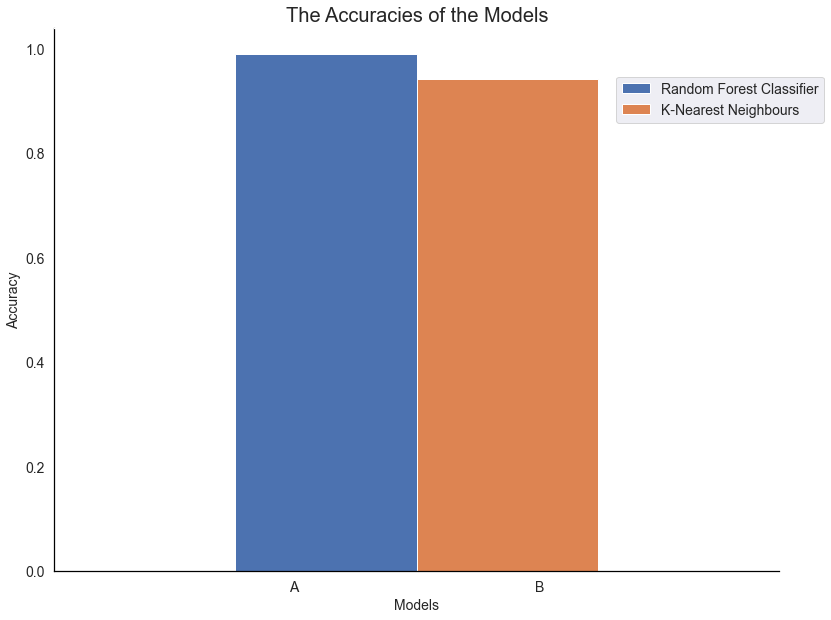 The Accuracies of the Models
1.0
Random Forest Classifier
K-Nearest Neighbours
0.8
0.6
Accuracy
0.4
0.2
0.0
A B
Models